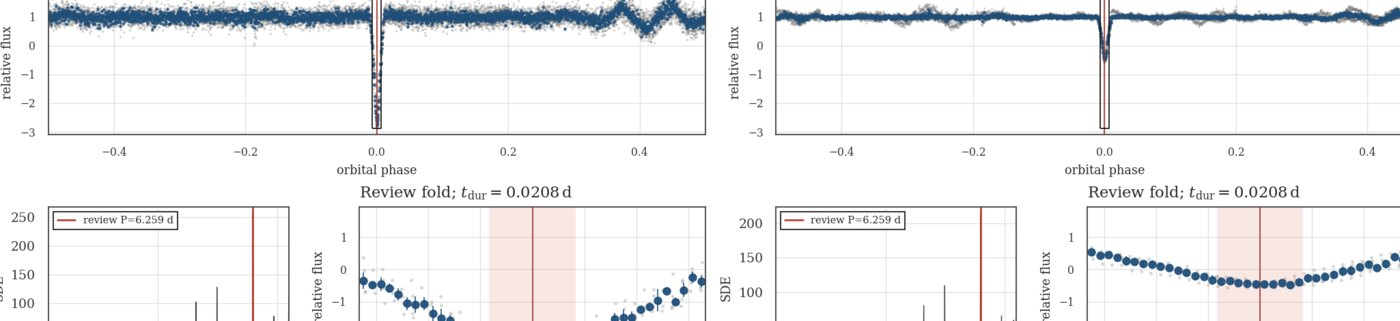 relative flux
1
0
−1
−2
−3
−0.4
−0.2
0.0
0.2
0.4
orbital phase
relative flux
1
0
−1
−2
−3
−0.4
−0.2
0.0
0.2
0.4
orbital phase
SDE
250
200
150
100
review P=6.259 d
Review fold; t_dur = 0.0208 d
relative flux
1
0
−1
SDE
200
150
100
review P=6.259 d
Review fold; t_dur = 0.0208 d
relative flux
1
0
−1